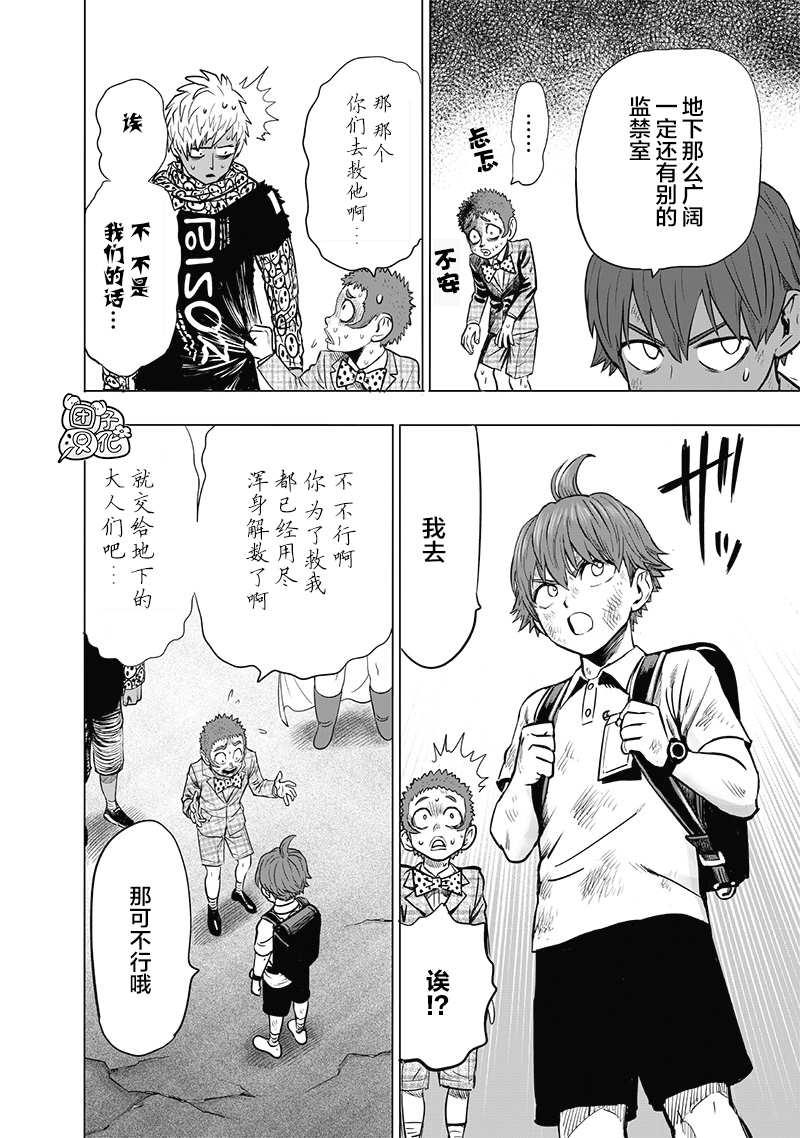 地下那么广阔
一定还有别的
监禁室
……
忐忑
不安
那 那个
你们去救
他啊…
诶
不 不是
我们的话…
我去
诶!?
不 不行啊
你为了救我
都已经用尽
浑身解数了啊
就交给地下的
大人们吧…
那可不行哦
团子
汉化